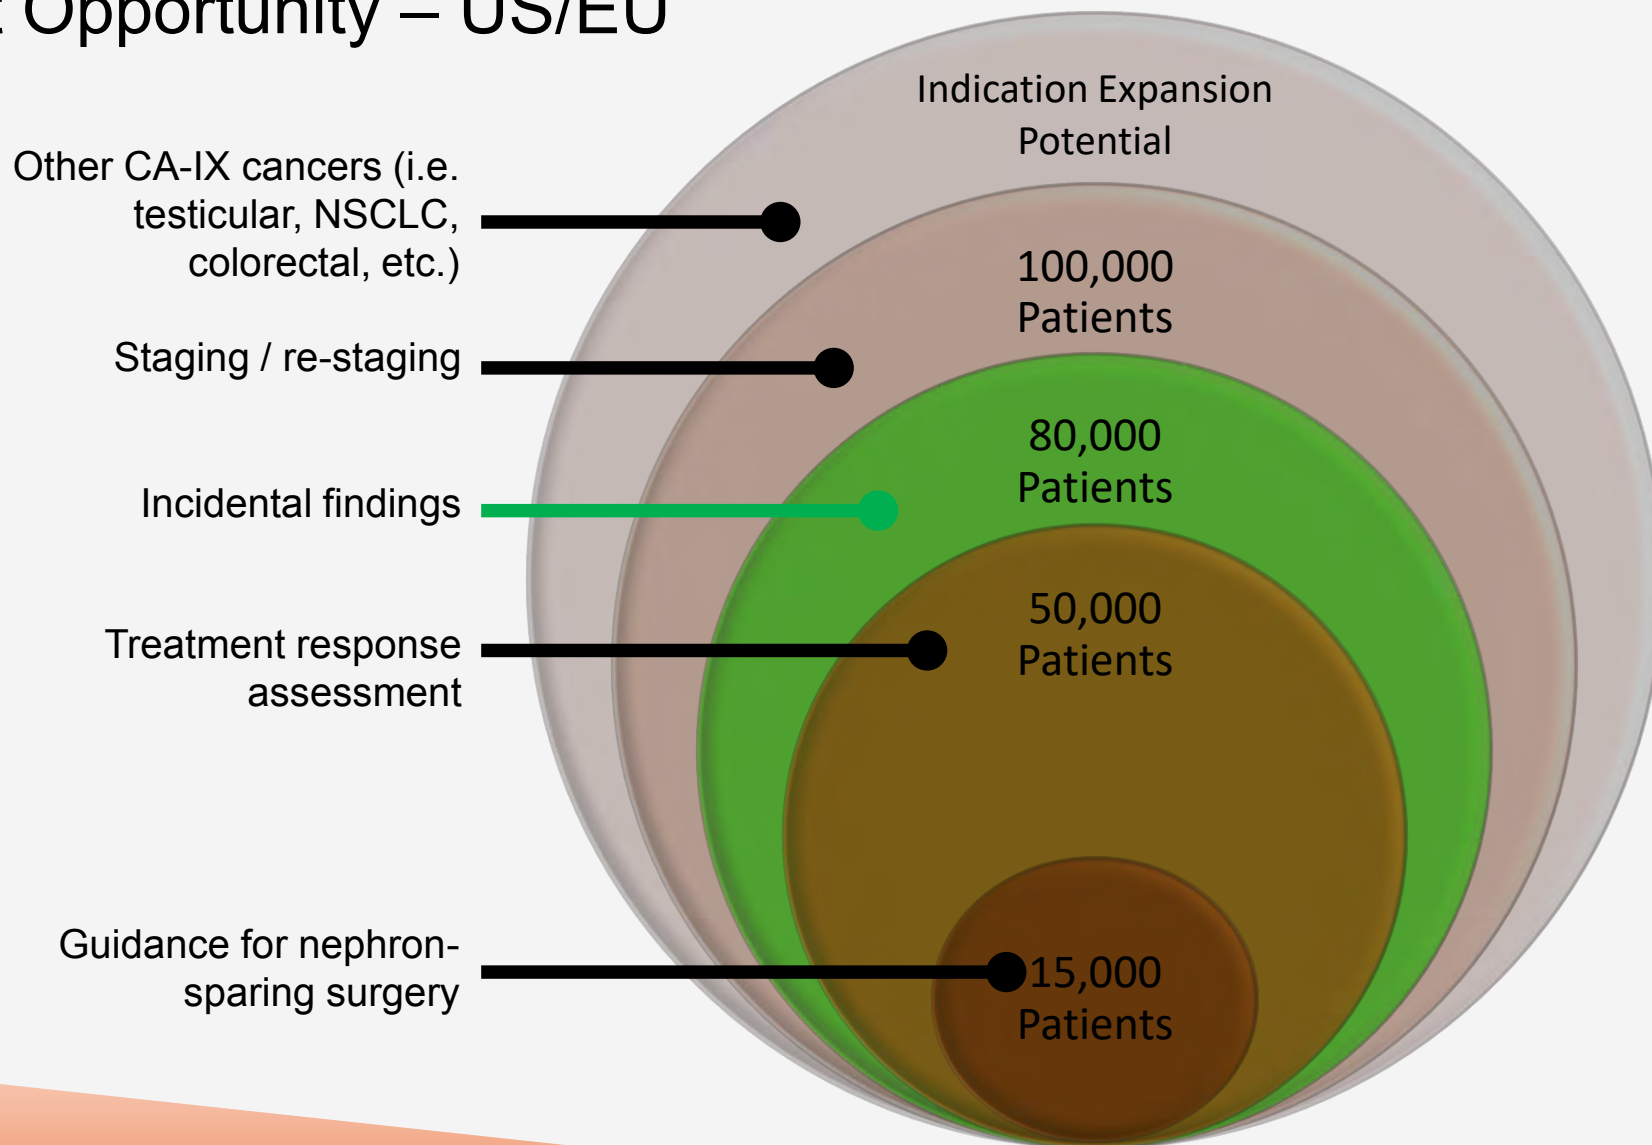 Opportunity – US/EU
Indication Expansion
Potential
Other CA-IX cancers (i.e.
testicular, NSCLC,
colorectal, etc.)
100,000
Patients
Staging / re-staging
80,000
Patients
Incidental findings
50,000
Patients
Treatment response
assessment
Guidance for nephron-
sparing surgery
15,000
Patients